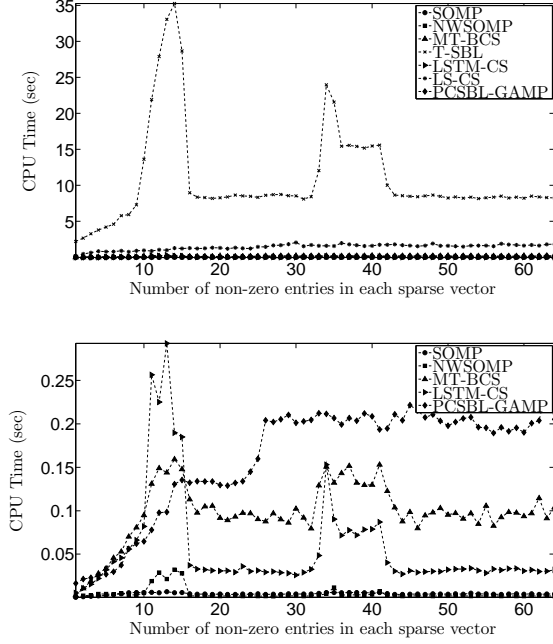 CPU Time (sec)
35
30
25
20
15
10
5
10
20
30
40
50
60
Number of non-zero entries in each sparse vector
SOMP
NWSOMP
MT-BCS
T-SBL
LSTM-CS
LS-CS
PCSBL-GAMP
CPU Time (sec)
0.25
0.2
0.15
0.1
0.05
10
20
30
40
50
60
Number of non-zero entries in each sparse vector
SOMP
NWSOMP
MT-BCS
LSTM-CS
PCSBL-GAMP